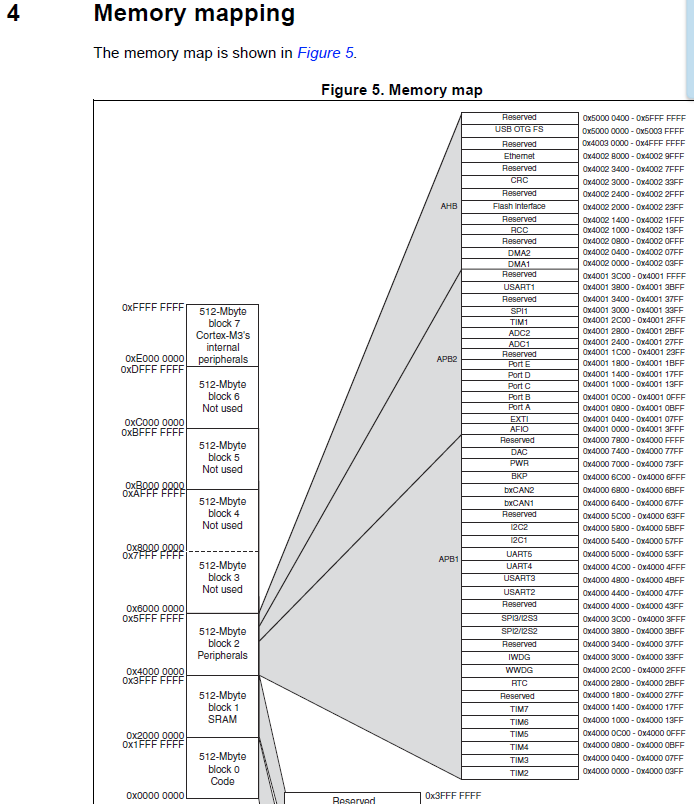 4 Memory mapping
The memory map is shown in Figure 5.
Figure 5. Memory map
Reserved 0x5000 0400 - 0x5FFF FFFF
USB OTG FS 0x5000 0000 - 0x5003 FFFF
Reserved 0x4003 0000 - 0x4FFF FFFF
Ethernet 0x4002 8000 - 0x4002 9FFF
Reserved 0x4002 3400 - 0x4002 7FFF
CRC 0x4002 3000 - 0x4002 33FF
Reserved 0x4002 2400 - 0x4002 2FFF
AHB Flash interface 0x4002 2000 - 0x4002 23FF
Reserved 0x4002 1400 - 0x4002 1FFF
RCC 0x4002 1000 - 0x4002 13FF
Reserved 0x4002 0800 - 0x4002 0FFF
DMA2 0x4002 0400 - 0x4002 07FF
DMA1 0x4002 0000 - 0x4002 03FF
Reserved 0x4001 3C00 - 0x4001 FFFF
USART1 0x4001 3800 - 0x4001 3BFF
Reserved 0x4001 3400 - 0x4001 37FF
SPI1 0x4001 3000 - 0x4001 33FF
TIM1 0x4001 2C00 - 0x4001 2FFF
ADC2 0x4001 2800 - 0x4001 2BFF
ADC1 0x4001 2400 - 0x4001 27FF
APB2 Reserved 0x4001 1C00 - 0x4001 23FF
Port E 0x4001 1800 - 0x4001 1BFF
Port D 0x4001 1400 - 0x4001 17FF
Port C 0x4001 1000 - 0x4001 13FF
Port B 0x4001 0C00 - 0x4001 0FFF
Port A 0x4001 0800 - 0x4001 0BFF
EXTI 0x4001 0400 - 0x4001 07FF
AFIO 0x4001 0000 - 0x4001 3FFF
Reserved 0x4000 7800 - 0x4000 FFFF
DAC 0x4000 7400 - 0x4000 77FF
PWR 0x4000 7000 - 0x4000 73FF
BKP 0x4000 6C00 - 0x4000 6FFF
bxCAN2 0x4000 6800 - 0x4000 6BFF
bxCAN1 0x4000 6400 - 0x4000 67FF
Reserved 0x4000 5C00 - 0x4000 63FF
I2C2 0x4000 5800 - 0x4000 5BFF
I2C1 0x4000 5400 - 0x4000 57FF
UART5 0x4000 5000 - 0x4000 53FF
APB1 UART4 0x4000 4C00 - 0x4000 4FFF
USART3 0x4000 4800 - 0x4000 4BFF
USART2 0x4000 4400 - 0x4000 47FF
Reserved 0x4000 4000 - 0x4000 43FF
SPI3/I2S3 0x4000 3C00 - 0x4000 3FFF
SPI2/I2S2 0x4000 3800 - 0x4000 3BFF
Reserved 0x4000 3400 - 0x4000 37FF
IWDG 0x4000 3000 - 0x4000 33FF
WWDG 0x4000 2C00 - 0x4000 2FFF
RTC 0x4000 2800 - 0x4000 2BFF
Reserved 0x4000 1800 - 0x4000 27FF
TIM7 0x4000 1400 - 0x4000 17FF
TIM6 0x4000 1000 - 0x4000 13FF
TIM5 0x4000 0C00 - 0x4000 0FFF
TIM4 0x4000 0800 - 0x4000 0BFF
TIM3 0x4000 0400 - 0x4000 07FF
TIM2 0x4000 0000 - 0x4000 03FF
0xFFFF FFFF
512-Mbyte
block 7
Cortex-M3's
internal
peripherals
0xE000 0000
0xDFFF FFFF
512-Mbyte
block 6
Not used
0xC000 0000
0xBFFF FFFF
512-Mbyte
block 5
Not used
0xB000 0000
0xAFFF FFFF
512-Mbyte
block 4
Not used
0x8000 0000
0x7FFF FFFF
512-Mbyte
block 3
Not used
0x6000 0000
0x5FFF FFFF
512-Mbyte
block 2
Peripherals
0x4000 0000
0x3FFF FFFF
512-Mbyte
block 1
SRAM
0x2000 0000
0x1FFF FFFF
512-Mbyte
block 0
Code
0x0000 0000
Reserved 0x3FFF FFFF